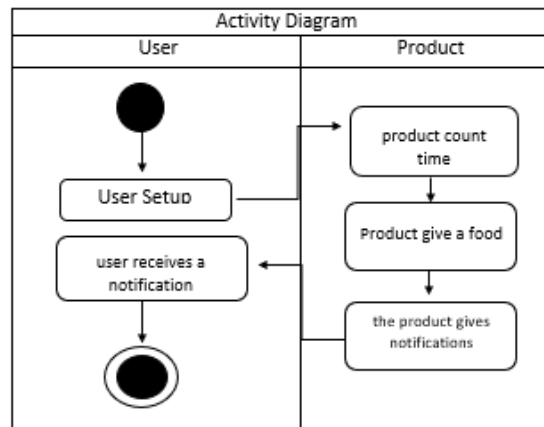 Activity Diagram
User
Product
User Setup
product count
time
Product give a food
the product gives
notifications
user receives a
notification